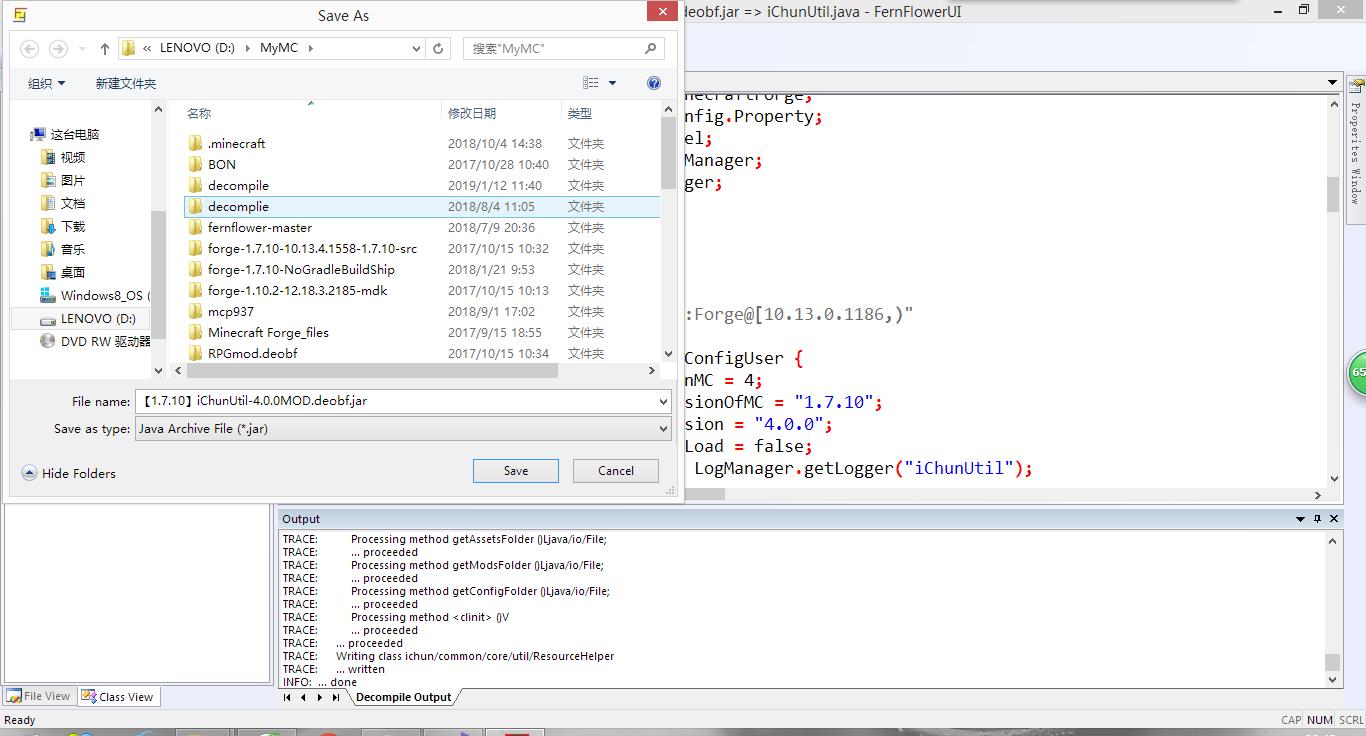 Save As
deobf.jar => iChunUtil.java - FernFlowerUI
« LENOVO (D:) MyMC
搜索"MyMC"
组织 新建文件夹
名称 修改日期 类型
这台电脑
视频
图片
文档
下载
音乐
桌面
Windows8_OS (
LENOVO (D:)
DVD RW 驱动器
.minecraft 2018/10/4 14:38 文件夹
BON 2017/10/28 10:40 文件夹
decompile 2019/1/12 11:40 文件夹
decomplie 2018/8/4 11:05 文件夹
fernflower-master 2018/7/9 20:36 文件夹
forge-1.7.10-10.13.4.1558-1.7.10-src 2017/10/15 10:32 文件夹
forge-1.7.10-NoGradleBuildShip 2018/1/21 9:53 文件夹
forge-1.10.2-12.18.3.2185-mdk 2017/10/15 10:13 文件夹
mcp937 2018/9/1 17:02 文件夹
Minecraft Forge_files 2017/9/15 18:55 文件夹
RPGmod.deobf 2017/10/15 10:34 文件夹
File name: 【1.7.10】iChunUtil-4.0.0MOD.deobf.jar
Save as type: Java Archive File (*.jar)
Hide Folders
Save Cancel
necraftForge;
nfig.Property;
el;
Manager;
ger;
:Forge@[10.13.0.1186,)"
ConfigUser {
nMC = 4;
sionOfMC = "1.7.10";
sion = "4.0.0";
Load = false;
LogManager.getLogger("iChunUtil");
Properites Window
65
Output
TRACE: Processing method getAssetsFolder ()Ljava/io/File;
TRACE: ... proceeded
TRACE: Processing method getModsFolder ()Ljava/io/File;
TRACE: ... proceeded
TRACE: Processing method getConfigFolder ()Ljava/io/File;
TRACE: ... proceeded
TRACE: Processing method <clinit> ()V
TRACE: ... proceeded
TRACE: ... proceeded
TRACE: Writing class ichun/common/core/util/ResourceHelper
TRACE: ... written
INFO: ... done
Decompile Output
File View Class View
Ready
CAP NUM SCRL